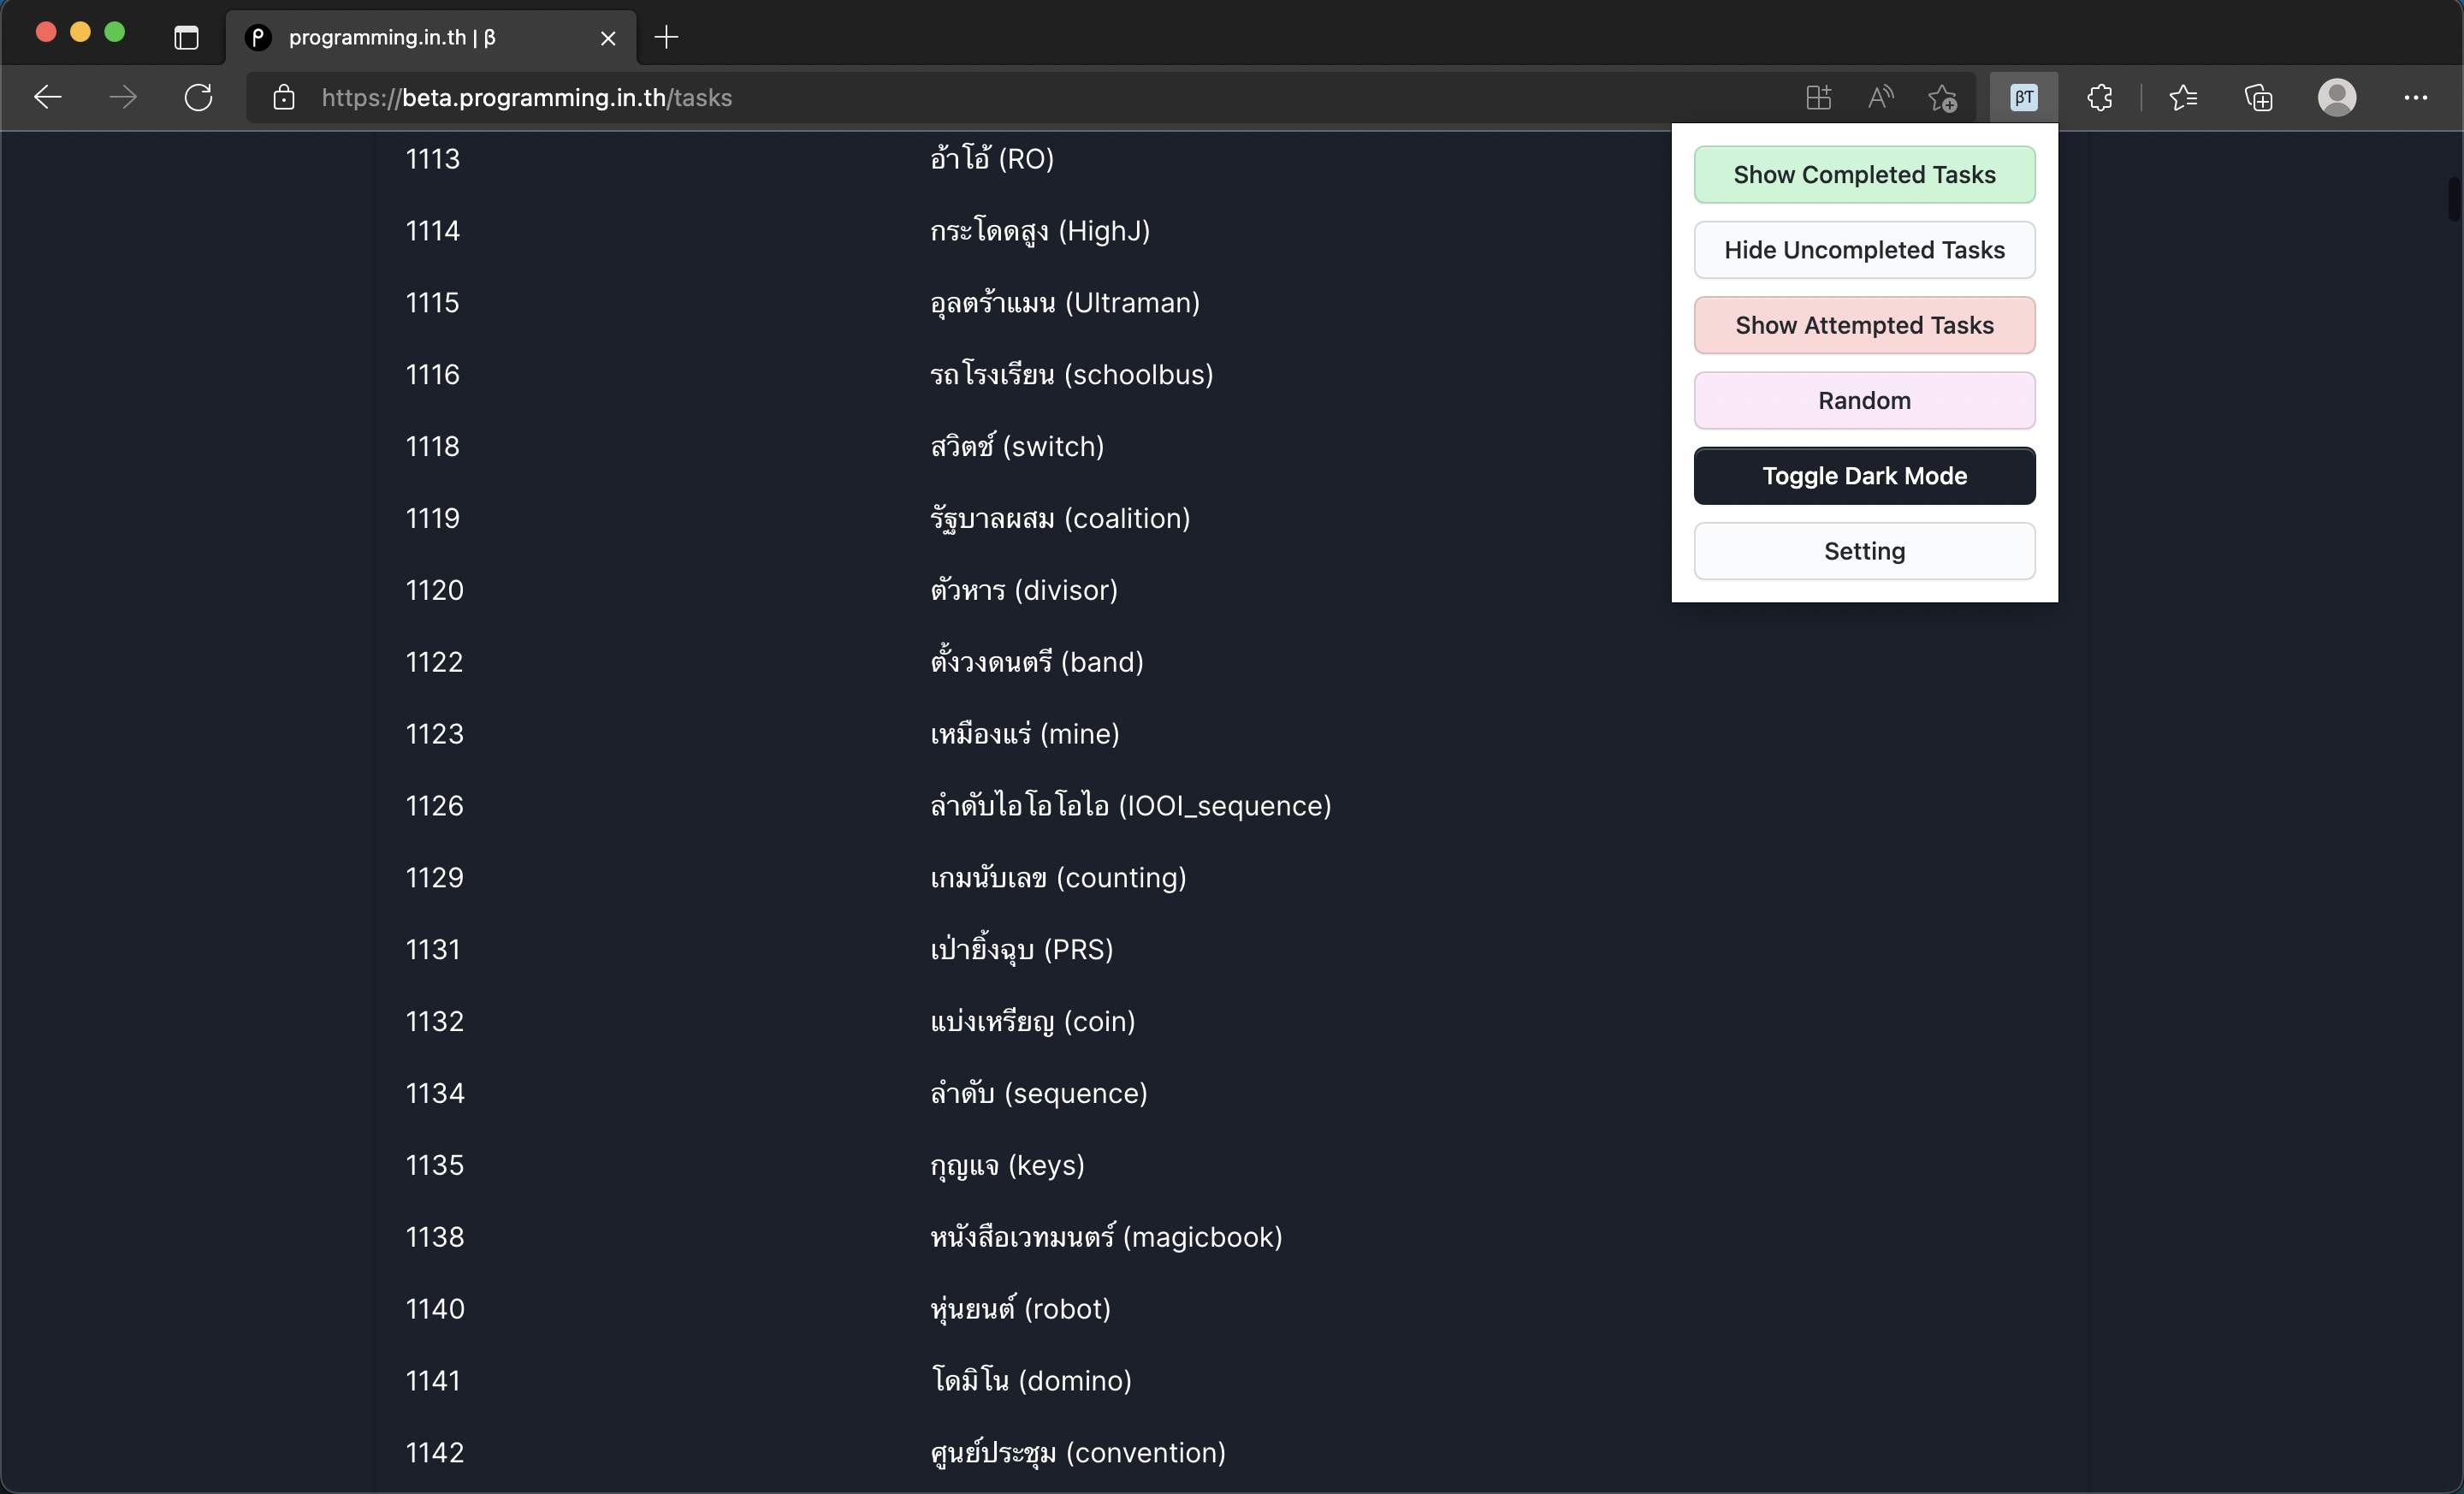 programming.in.th | β
https://beta.programming.in.th/tasks
βT
Show Completed Tasks
Hide Uncompleted Tasks
Show Attempted Tasks
Random
Toggle Dark Mode
Setting
1113 อ้าโอ้ (RO)
1114 กระโดดสูง (HighJ)
1115 อุลตร้าแมน (Ultraman)
1116 รถโรงเรียน (schoolbus)
1118 สวิตช์ (switch)
1119 รัฐบาลผสม (coalition)
1120 ตัวหาร (divisor)
1122 ตั้งวงดนตรี (band)
1123 เหมืองแร่ (mine)
1126 ลำดับไอโอโอไอ (IOOI_sequence)
1129 เกมนับเลข (counting)
1131 เป่ายิ้งฉุบ (PRS)
1132 แบ่งเหรียญ (coin)
1134 ลำดับ (sequence)
1135 กุญแจ (keys)
1138 หนังสือเวทมนตร์ (magicbook)
1140 หุ่นยนต์ (robot)
1141 โดมิโน (domino)
1142 ศูนย์ประชุม (convention)